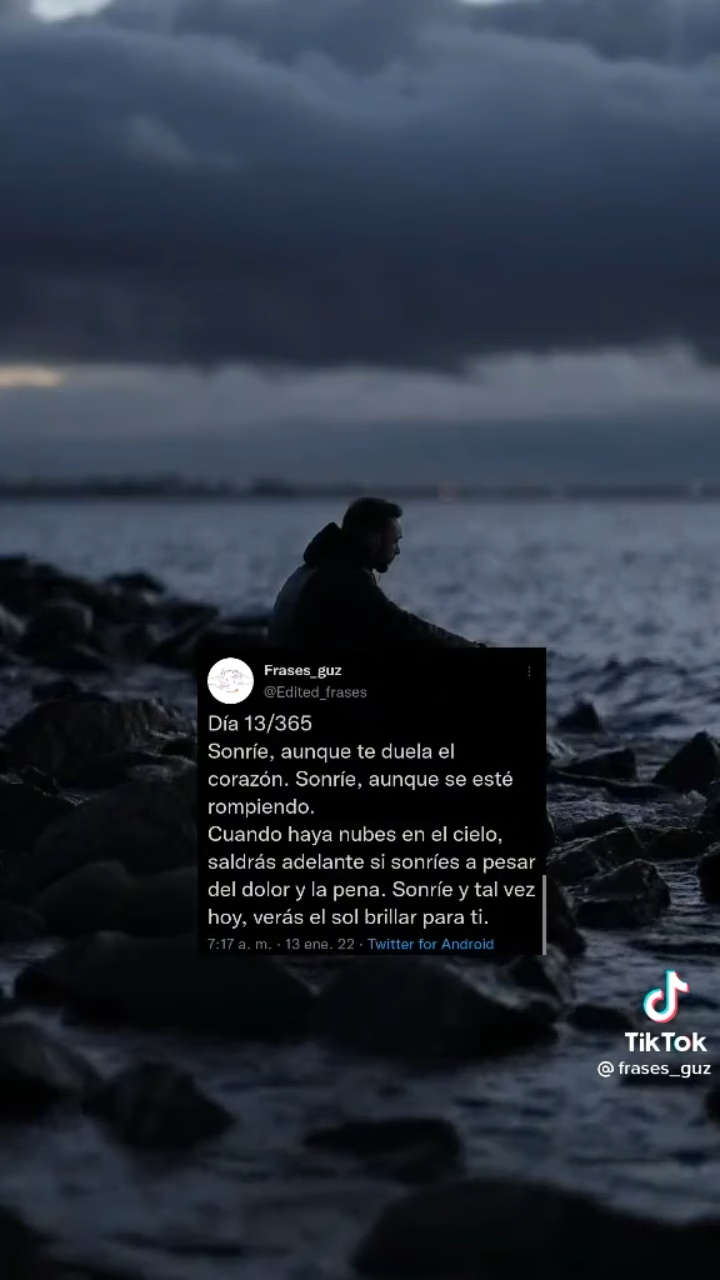 Frases_guz
@Edited_frases
Día 13/365
Sonríe, aunque te duela el
corazón. Sonríe, aunque se esté
rompiendo.
Cuando haya nubes en el cielo,
saldrás adelante si sonríes a pesar
del dolor y la pena. Sonríe y tal vez
hoy, verás el sol brillar para ti.
7:17 a. m. · 13 ene. 22 · Twitter for Android
TikTok
@frases_guz